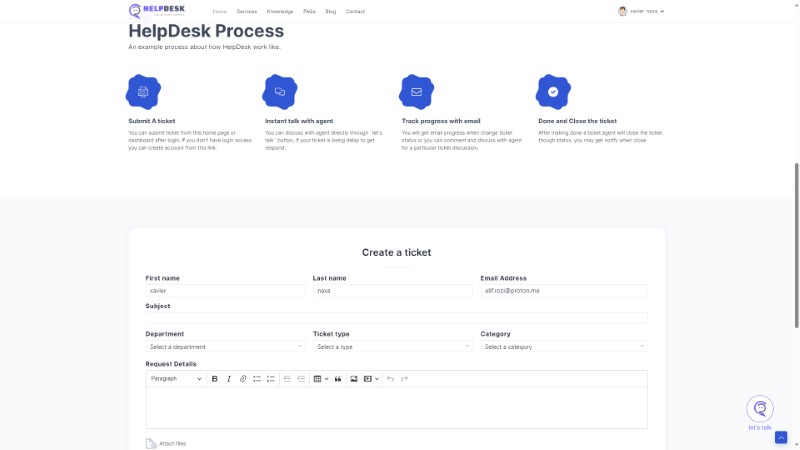 HELPDESK
Home Services Knowledge FAQs Blog Contact
xavier naxa
HelpDesk Process
An example process about how HelpDesk work like.
Submit A ticket
You can submit ticket from this home page or
dashboard after login. If you don't have login access
you can create account from this link.
Instant talk with agent
You can discuss with agent directly through `let's
talk` button, if your ticket is being delay to get
respond.
Track progress with email
You will get email progress when change ticket
status or you can comment and discuss with agent
for a particular ticket discussion.
Done and Close the ticket
After making done a ticket agent will close the ticket
though status, you may get notify when close.
Create a ticket
First name
xavier
Last name
naxa
Email Address
alif.rozi@proton.me
Subject
Department
Select a department
Ticket type
Select a type
Category
Select a category
Request Details
Paragraph
B I
Attach files
let's talk